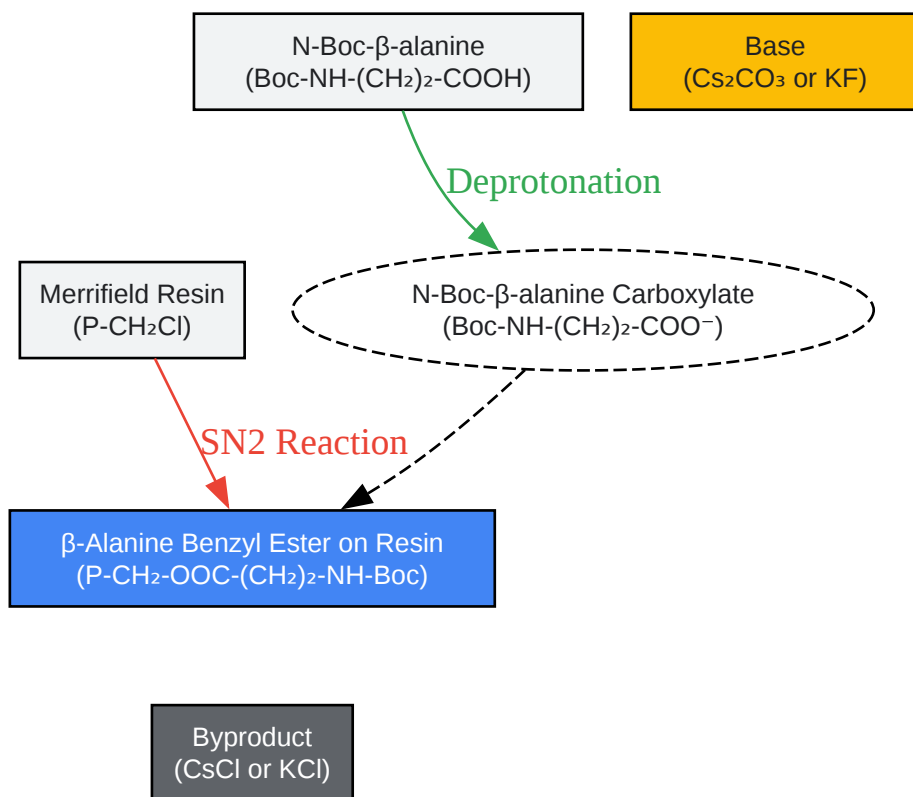 N-Boc-β-alanine
(Boc-NH-(CH₂)₂-COOH)
Base
(Cs₂CO₃ or KF)
Deprotonation
Merrifield Resin
(P-CH₂Cl)
N-Boc-β-alanine Carboxylate
(Boc-NH-(CH₂)₂-COO⁻)
SN2 Reaction
β-Alanine Benzyl Ester on Resin
(P-CH₂-OOC-(CH₂)₂-NH-Boc)
Byproduct
(CsCl or KCl)